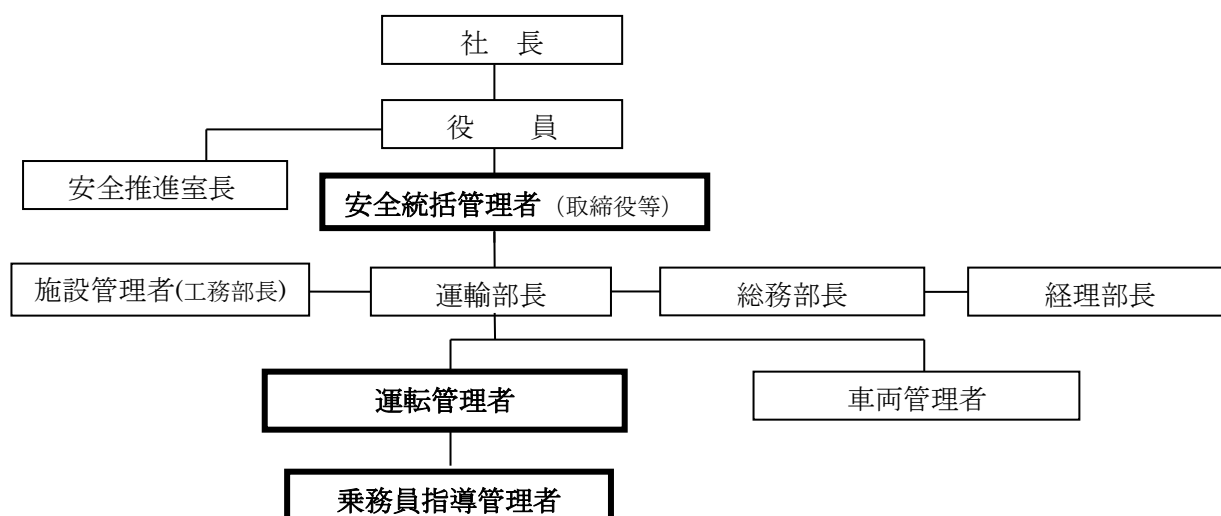 社　長
役　　員
安全推進室長
安全統括管理者（取締役等）
施設管理者(工務部長)
運輸部長
総務部長
経理部長
運転管理者
車両管理者
乗務員指導管理者